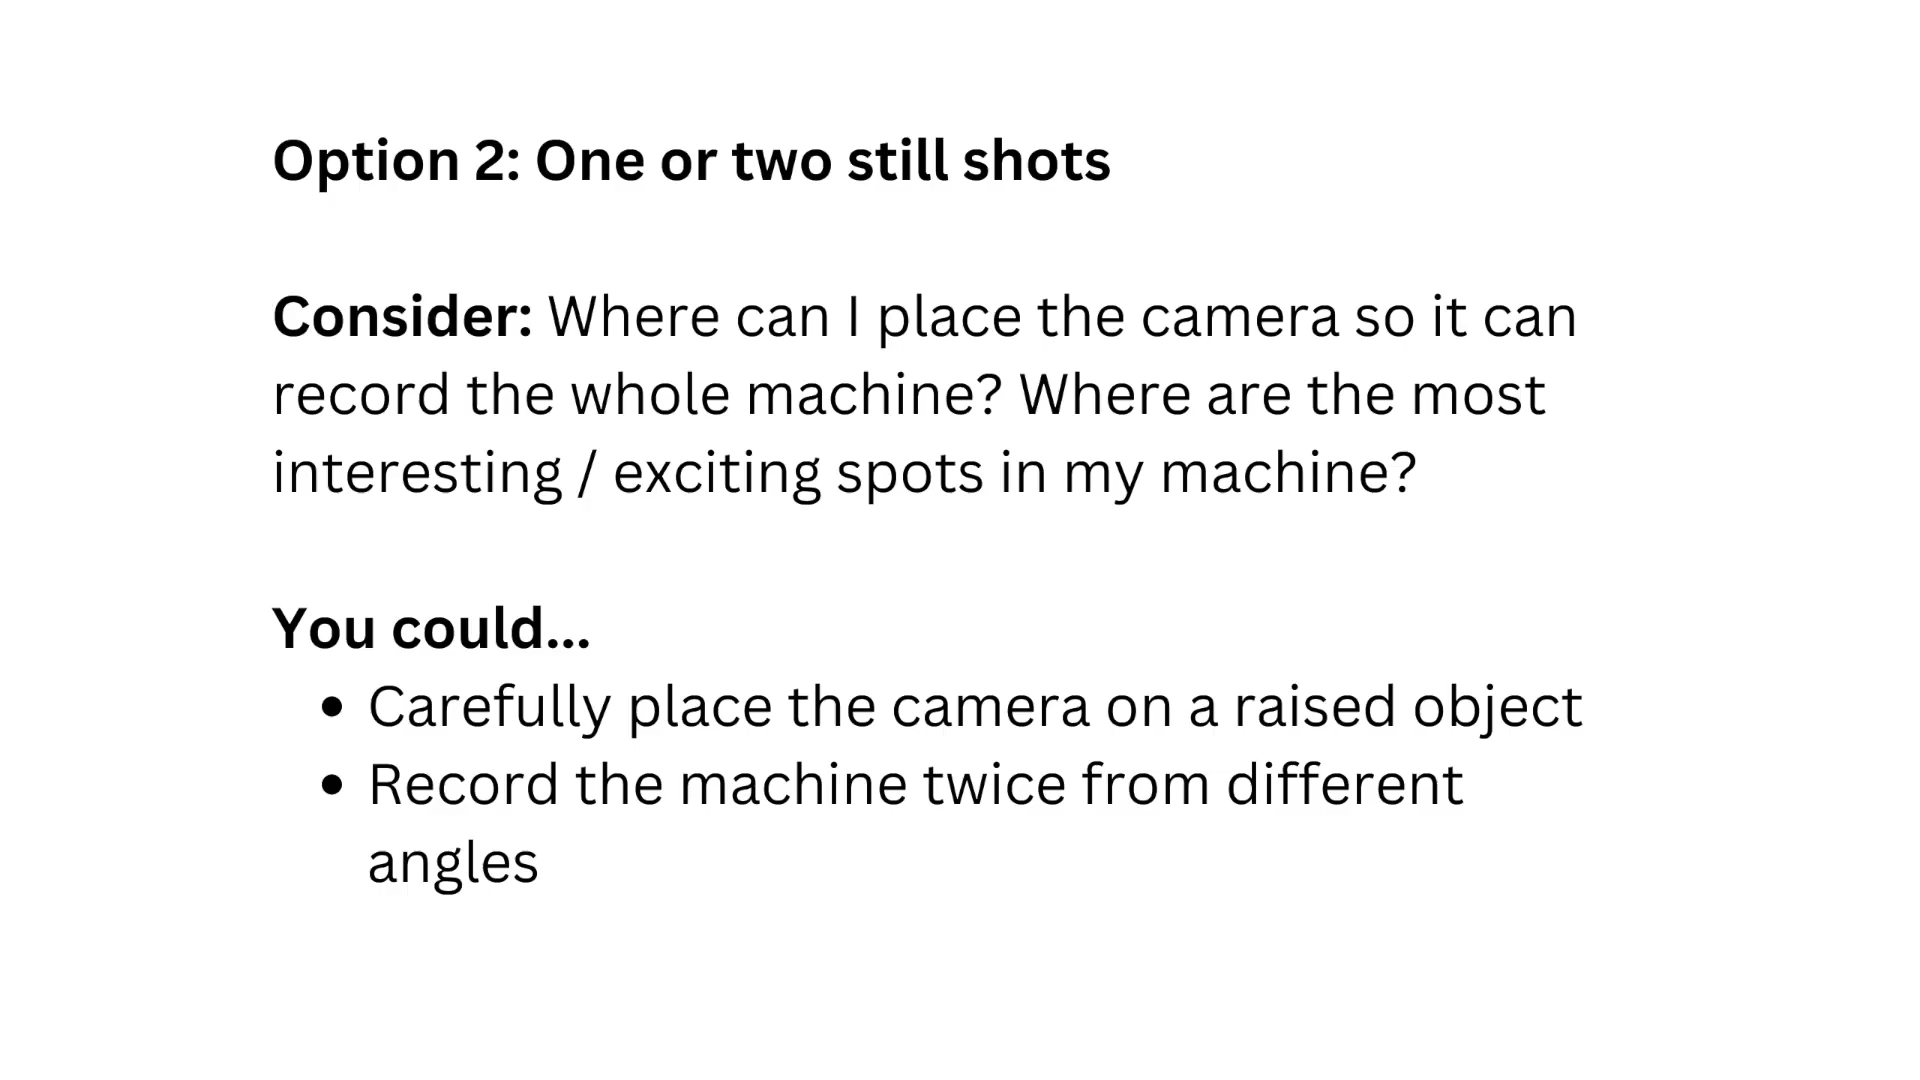 Option 2: One or two still shots
Consider: Where can I place the camera so it can
record the whole machine? Where are the most
interesting / exciting spots in my machine?
You could...
• Carefully place the camera on a raised object
• Record the machine twice from different
angles